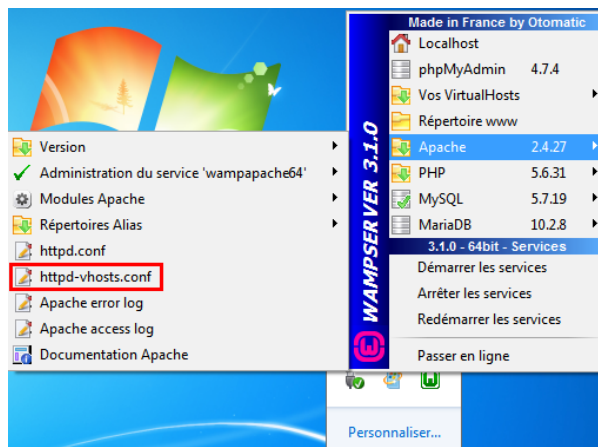 Made in France by Otomatic
Localhost
phpMyAdmin 4.7.4
Vos VirtualHosts
Répertoire www
Apache 2.4.27
PHP 5.6.31
MySQL 5.7.19
MariaDB 10.2.8
3.1.0 - 64bit - Services
Démarrer les services
Arrêter les services
Redémarrer les services
Passer en ligne
WAMPSERVER 3.1.0
Version
Administration du service 'wampapache64'
Modules Apache
Répertoires Alias
httpd.conf
httpd-vhosts.conf
Apache error log
Apache access log
Documentation Apache
Personnaliser...